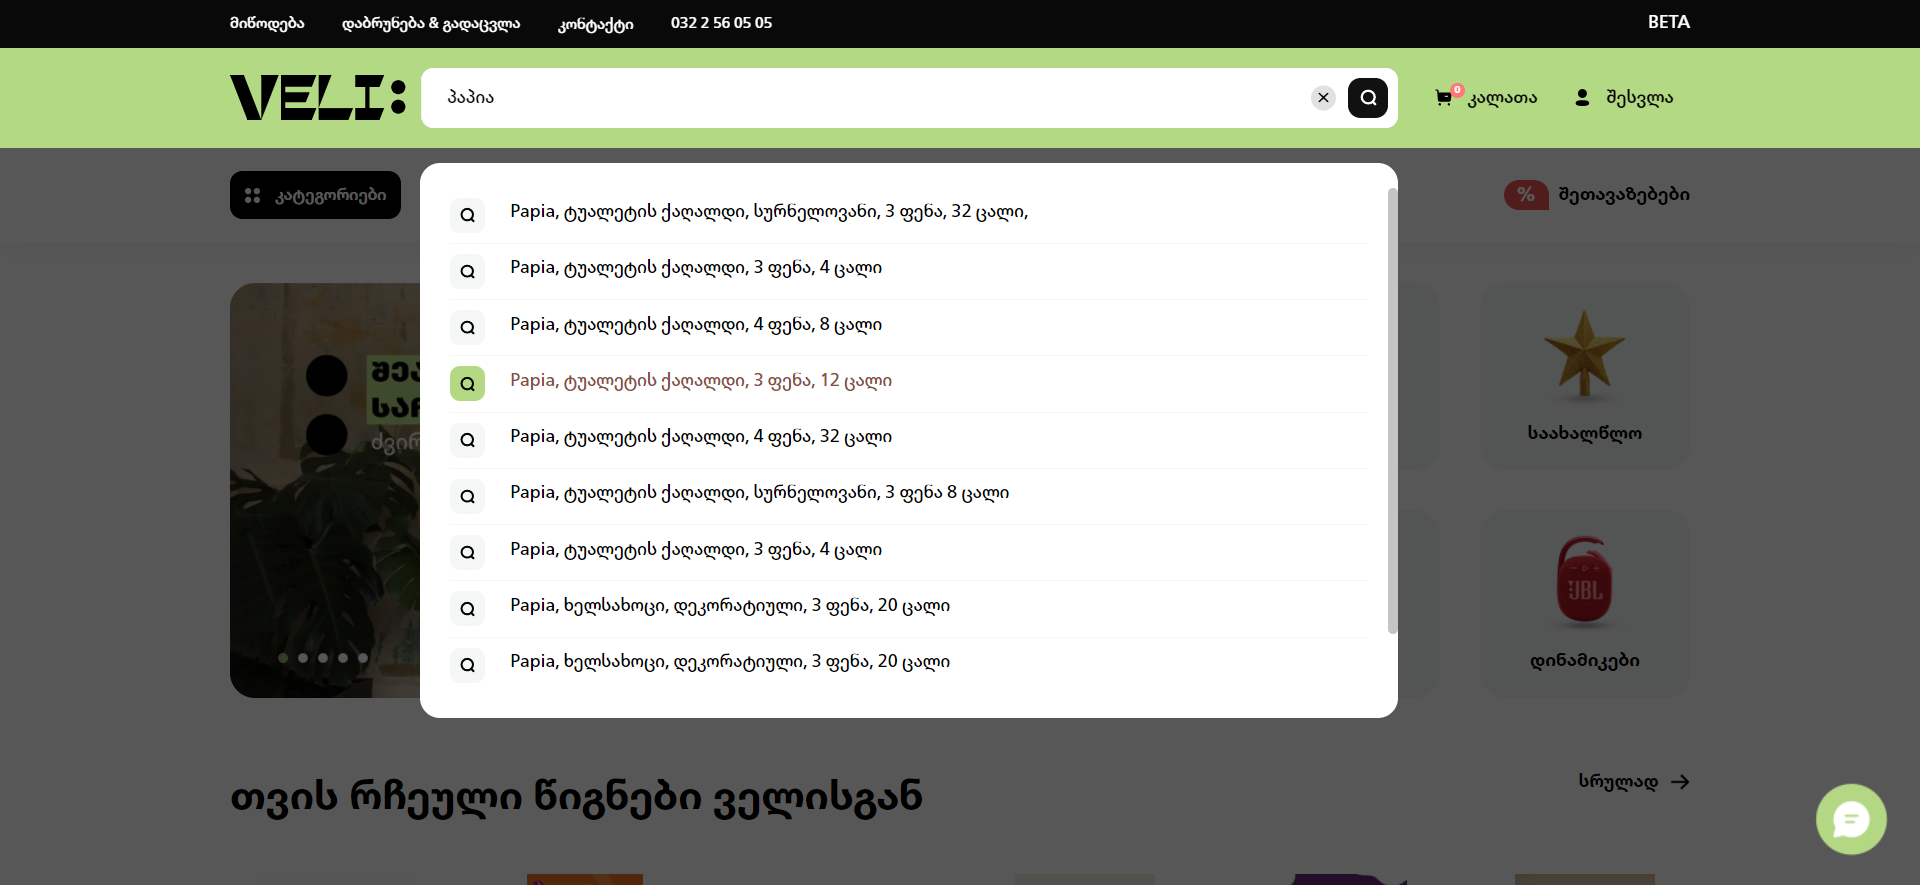 მიწოდება
დაბრუნება & გადაცვლა
კონტაქტი
032 2 56 05 05
BETA
VELI:
პაპია
0
კალათა
შესვლა
კატეგორიები
% შეთავაზებები
Papia, ტუალეტის ქაღალდი, სურნელოვანი, 3 ფენა, 32 ცალი,
Papia, ტუალეტის ქაღალდი, 3 ფენა, 4 ცალი
Papia, ტუალეტის ქაღალდი, 4 ფენა, 8 ცალი
Papia, ტუალეტის ქაღალდი, 3 ფენა, 12 ცალი
Papia, ტუალეტის ქაღალდი, 4 ფენა, 32 ცალი
Papia, ტუალეტის ქაღალდი, სურნელოვანი, 3 ფენა 8 ცალი
Papia, ტუალეტის ქაღალდი, 3 ფენა, 4 ცალი
Papia, ხელსახოცი, დეკორატიული, 3 ფენა, 20 ცალი
Papia, ხელსახოცი, დეკორატიული, 3 ფენა, 20 ცალი
საახალწლო
JBL
დინამიკები
თვის რჩეული წიგნები ველისგან
სრულად